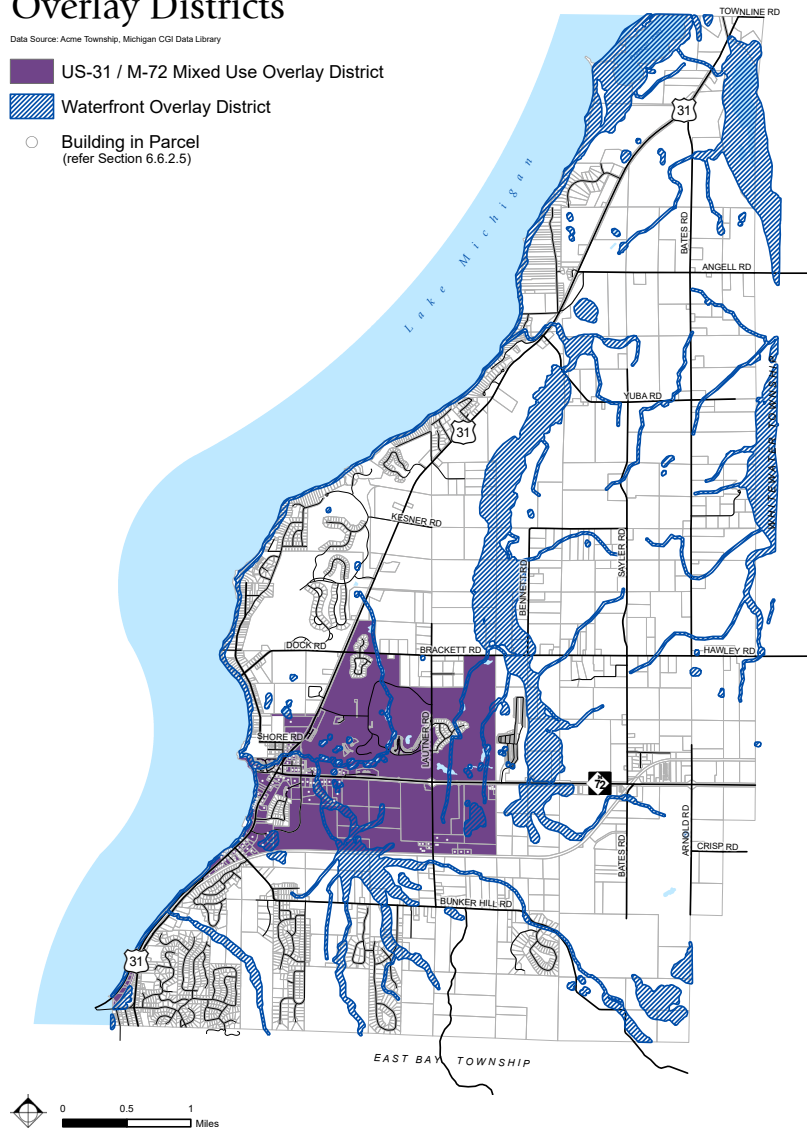 Overlay Districts
Data Source: Acme Township, Michigan CGI Data Library
US-31 / M-72 Mixed Use Overlay District
Waterfront Overlay District
Building in Parcel
(refer Section 6.6.2.5)
TOWNLINE RD
31
Lake Michigan
BATES RD
ANGELL RD
YUBA RD
31
WHITEWATER TOWNSHIP
KESNER RD
SAYLER RD
BENNETT RD
DOCK RD
BRACKETT RD
HAWLEY RD
LAUTNER RD
SHORE RD
72
BATES RD
ARNOLD RD
CRISP RD
BUNKER HILL RD
31
EAST BAY TOWNSHIP
0 0.5 1
Miles